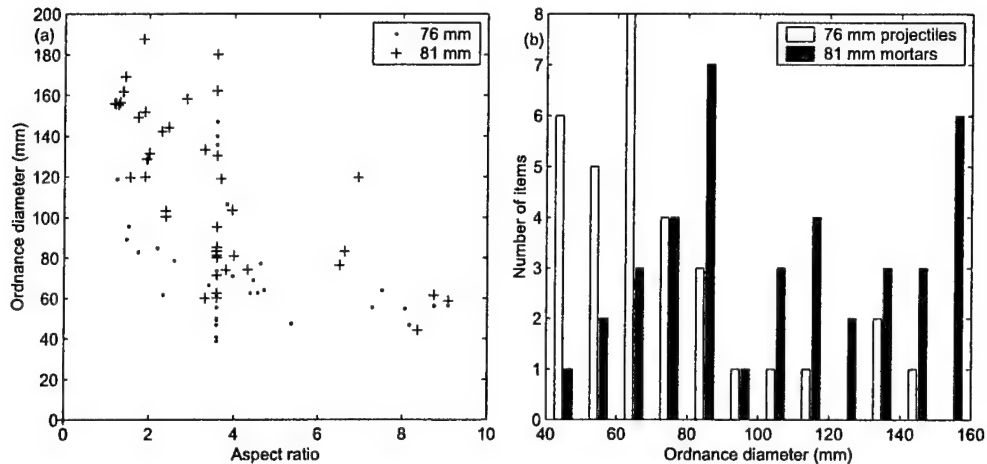 (a)
76 mm
81 mm
Ordnance diameter (mm)
200
180
160
140
120
100
80
60
40
20
0
0 2 4 6 8 10
Aspect ratio
(b)
76 mm projectiles
81 mm mortars
Number of items
8
7
6
5
4
3
2
1
0
40 60 80 100 120 140 160
Ordnance diameter (mm)